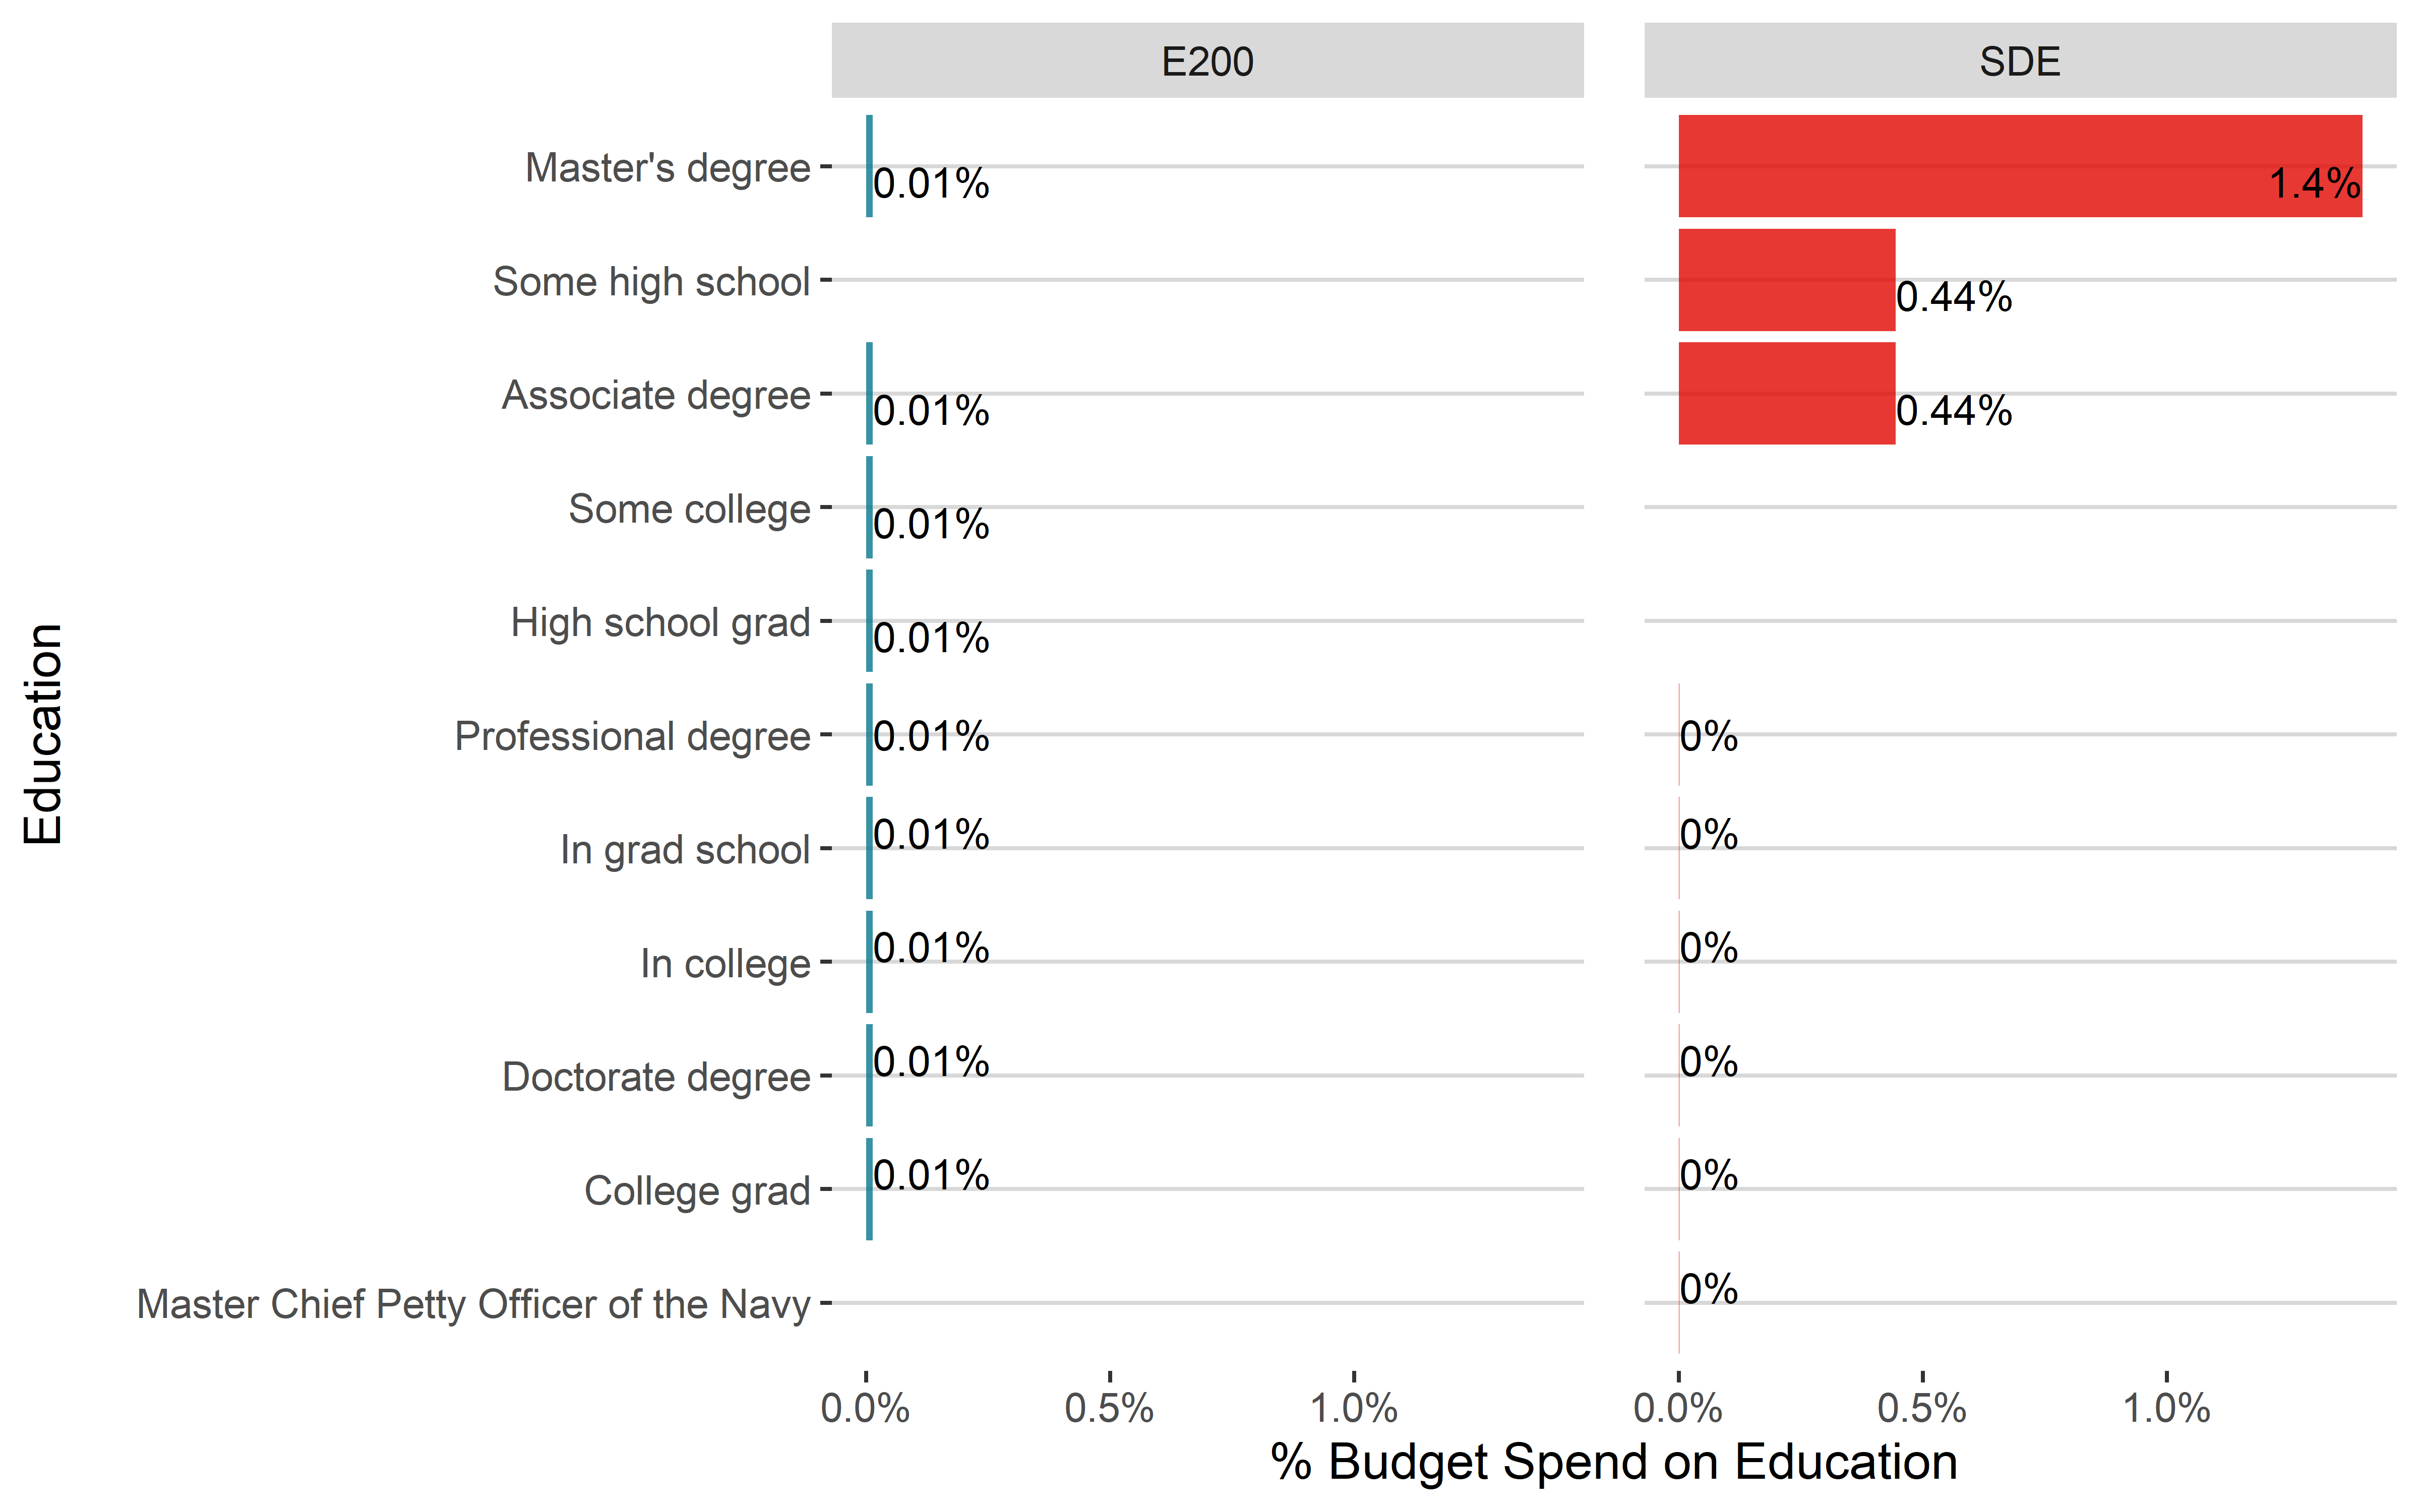 E200 SDE
Master's degree 0.01% 1.4%
Some high school 0.44%
Associate degree 0.01% 0.44%
Some college 0.01%
High school grad 0.01%
Professional degree 0.01% 0%
In grad school 0.01% 0%
In college 0.01% 0%
Doctorate degree 0.01% 0%
College grad 0.01% 0%
Master Chief Petty Officer of the Navy 0%
0.0% 0.5% 1.0% 0.0% 0.5% 1.0%
% Budget Spend on Education
Education